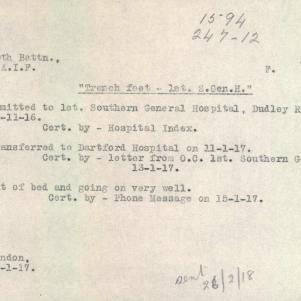 15-94
247-12
th Battn.,
A.I.F.
F.
"Trench feet - 1st. S.Gen.H."
mitted to 1st. Southern General Hospital, Dudley R
-11-16.
Cert. by - Hospital Index.
ansferred to Dartford Hospital on 11-1-17.
Cert. by - letter from O.C. 1st. Southern G
13-1-17.
t of bed and going on very well.
Cert. by - Phone Message on 15-1-17.
ndon,
-1-17.
sent
26/2/18